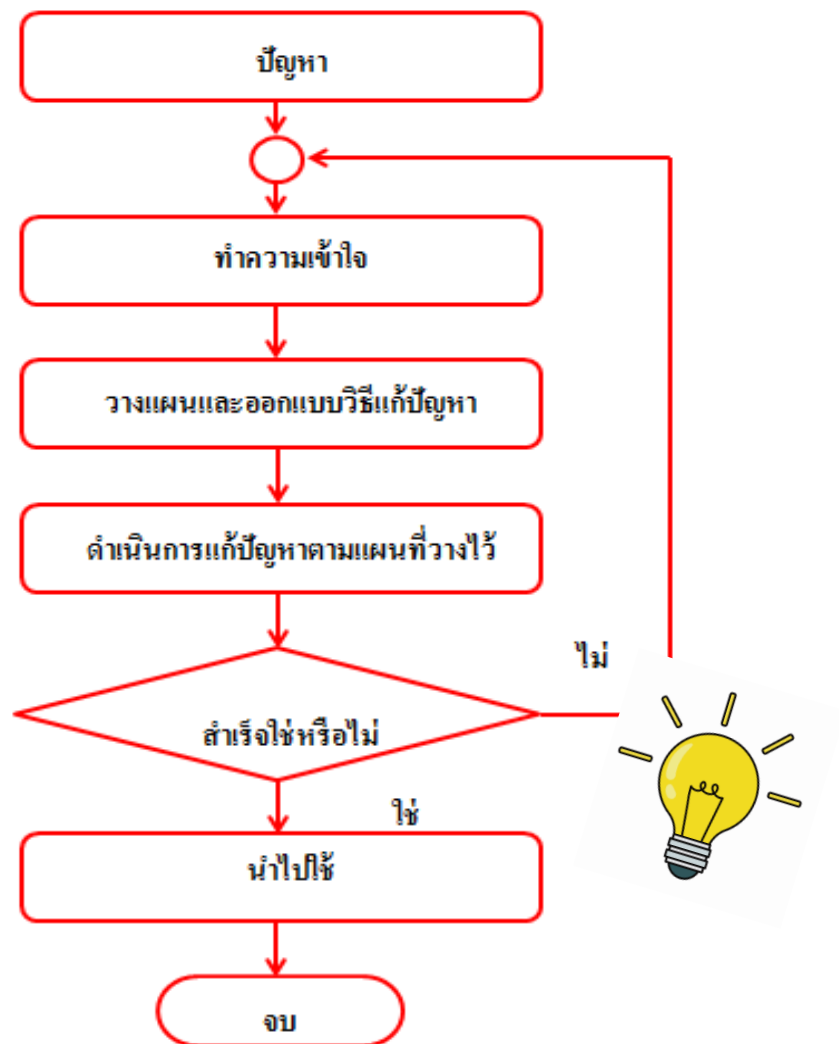 ปัญหา
ทำความเข้าใจ
วางแผนและออกแบบวิธีแก้ปัญหา
ดำเนินการแก้ปัญหาตามแผนที่วางไว้
ไม่
สำเร็จใช่หรือไม่
ใช่
นำไปใช้
จบ